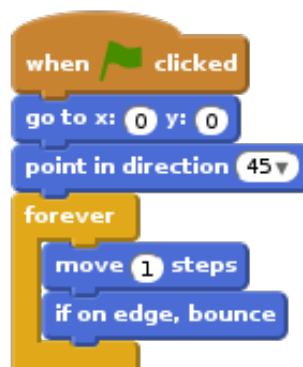 when clicked
go to x: 0 y: 0
point in direction 45
forever
move 1 steps
if on edge, bounce